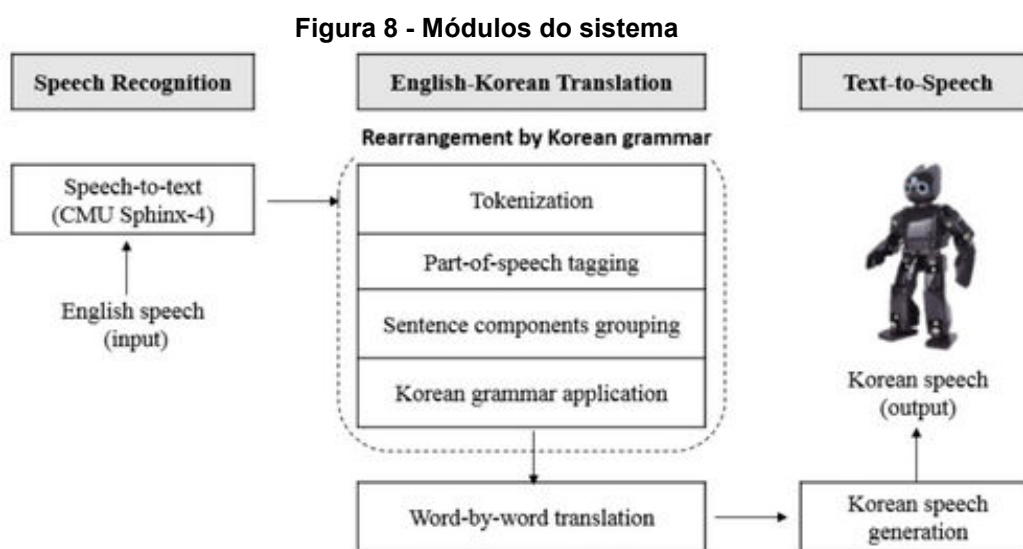 Figura 8 - Módulos do sistema
Speech Recognition
English-Korean Translation
Text-to-Speech
Rearrangement by Korean grammar
Speech-to-text
(CMU Sphinx-4)
English speech
(input)
Tokenization
Part-of-speech tagging
Sentence components grouping
Korean grammar application
Word-by-word translation
Korean speech
(output)
Korean speech
generation